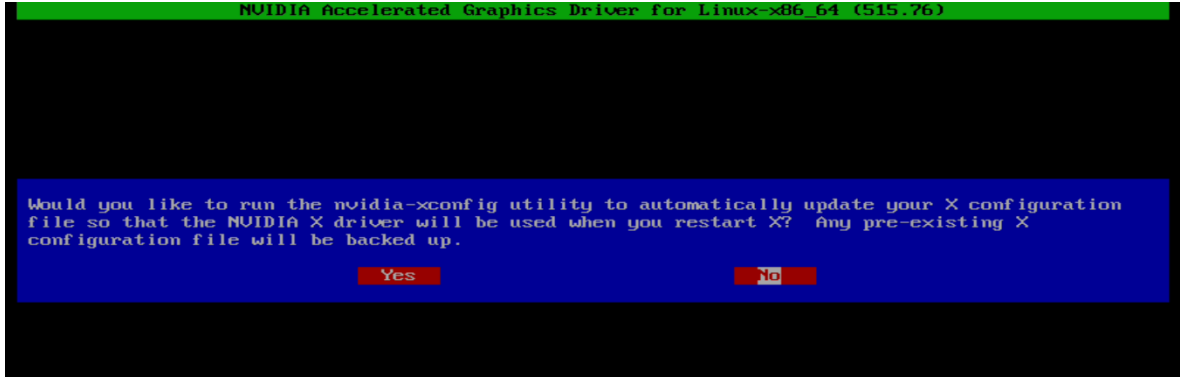 NVIDIA Accelerated Graphics Driver for Linux-x86_64 (515.76)
Would you like to run the nvidia-xconfig utility to automatically update your X configuration
file so that the NVIDIA X driver will be used when you restart X?  Any pre-existing X
configuration file will be backed up.
Yes No